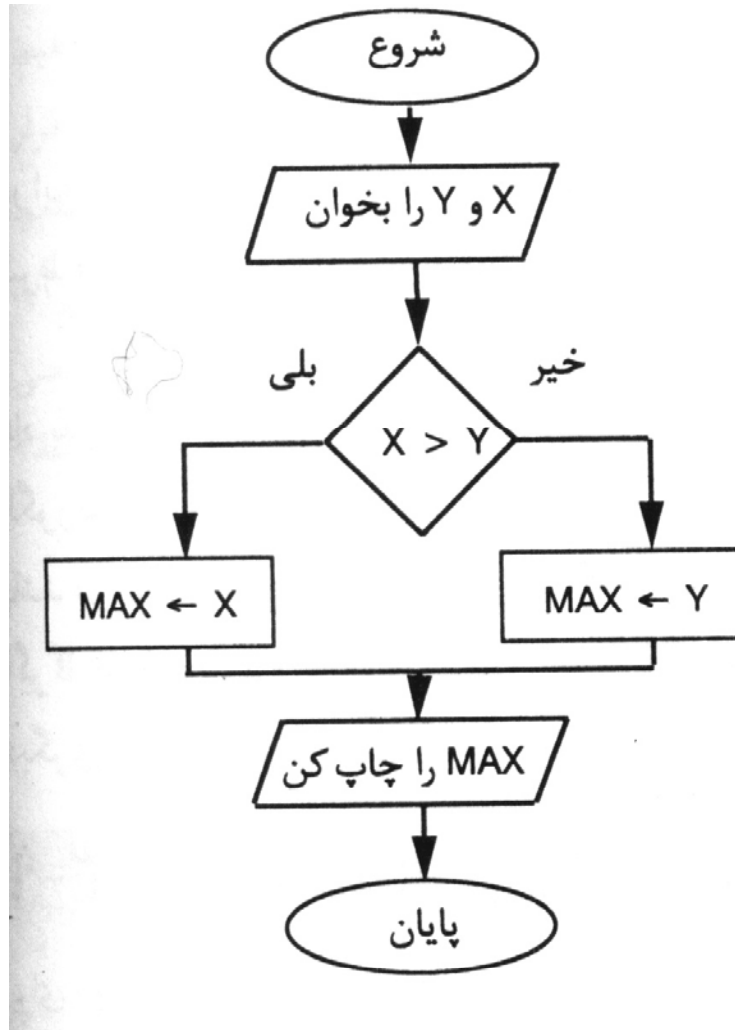 شروع
X و Y را بخوان
خیر
بلی
X > Y
MAX ← X
MAX ← Y
MAX را چاپ کن
پایان